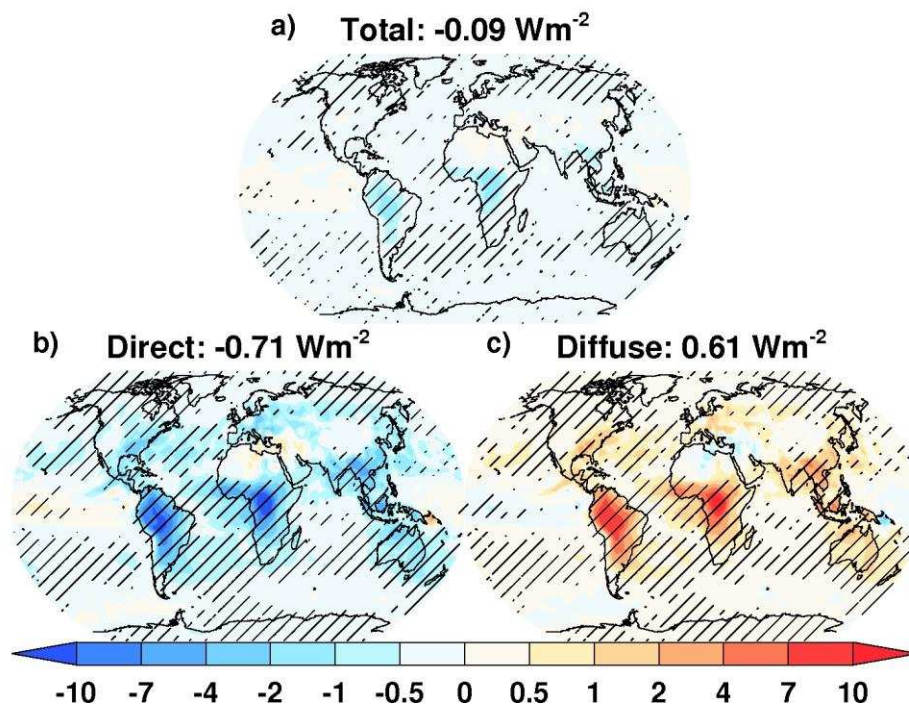 a) Total: -0.09 Wm-2
b) Direct: -0.71 Wm-2
c) Diffuse: 0.61 Wm-2
-10 -7 -4 -2 -1 -0.5 0 0.5 1 2 4 7 10